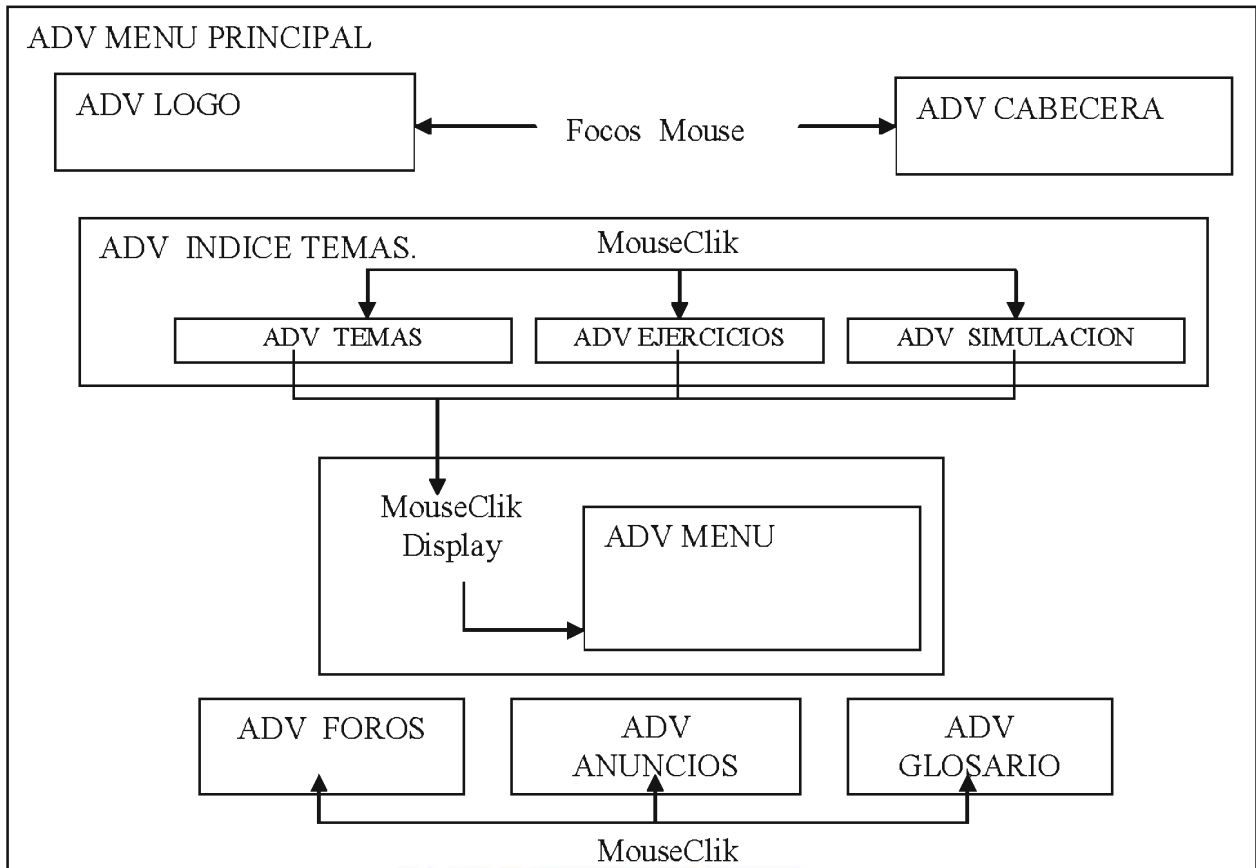 ADV MENU PRINCIPAL
ADV LOGO
Focos Mouse
ADV CABECERA
ADV INDICE TEMAS.
MouseClik
ADV TEMAS
ADV EJERCICIOS
ADV SIMULACION
MouseClik
Display
ADV MENU
ADV FOROS
ADV
ANUNCIOS
ADV
GLOSARIO
MouseClik